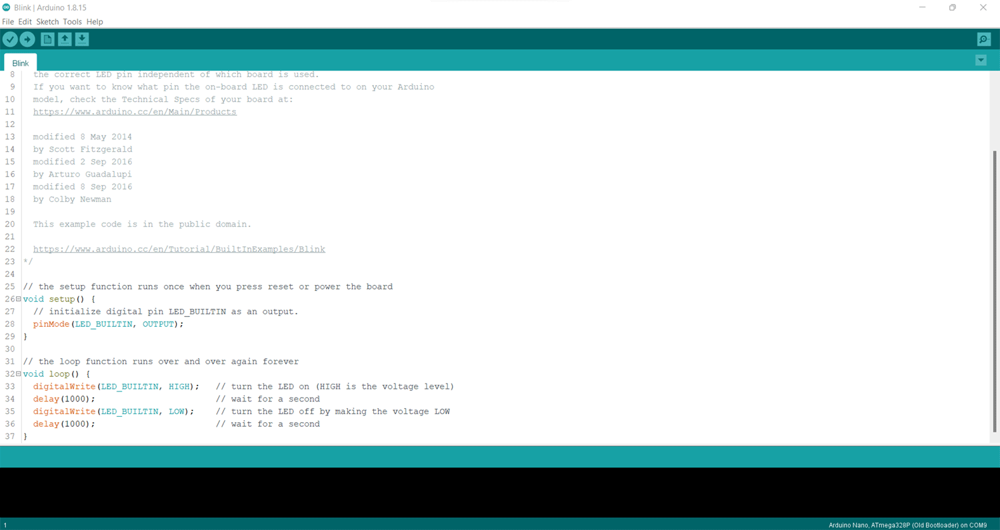 Blink | Arduino 1.8.15
File Edit Sketch Tools Help
Blink
8 the correct LED pin independent of which board is used.
9 If you want to know what pin the on-board LED is connected to on your Arduino
10 model, check the Technical Specs of your board at:
11 https://www.arduino.cc/en/Main/Products
12
13 modified 8 May 2014
14 by Scott Fitzgerald
15 modified 2 Sep 2016
16 by Arturo Guadalupi
17 modified 8 Sep 2016
18 by Colby Newman
19
20 This example code is in the public domain.
21
22 https://www.arduino.cc/en/Tutorial/BuiltInExamples/Blink
23 */
24
25 // the setup function runs once when you press reset or power the board
26 void setup() {
27 // initialize digital pin LED_BUILTIN as an output.
28 pinMode(LED_BUILTIN, OUTPUT);
29 }
30
31 // the loop function runs over and over again forever
32 void loop() {
33 digitalWrite(LED_BUILTIN, HIGH); // turn the LED on (HIGH is the voltage level)
34 delay(1000); // wait for a second
35 digitalWrite(LED_BUILTIN, LOW); // turn the LED off by making the voltage LOW
36 delay(1000); // wait for a second
37 }
1 Arduino Nano, ATmega328P (Old Bootloader) on COM9